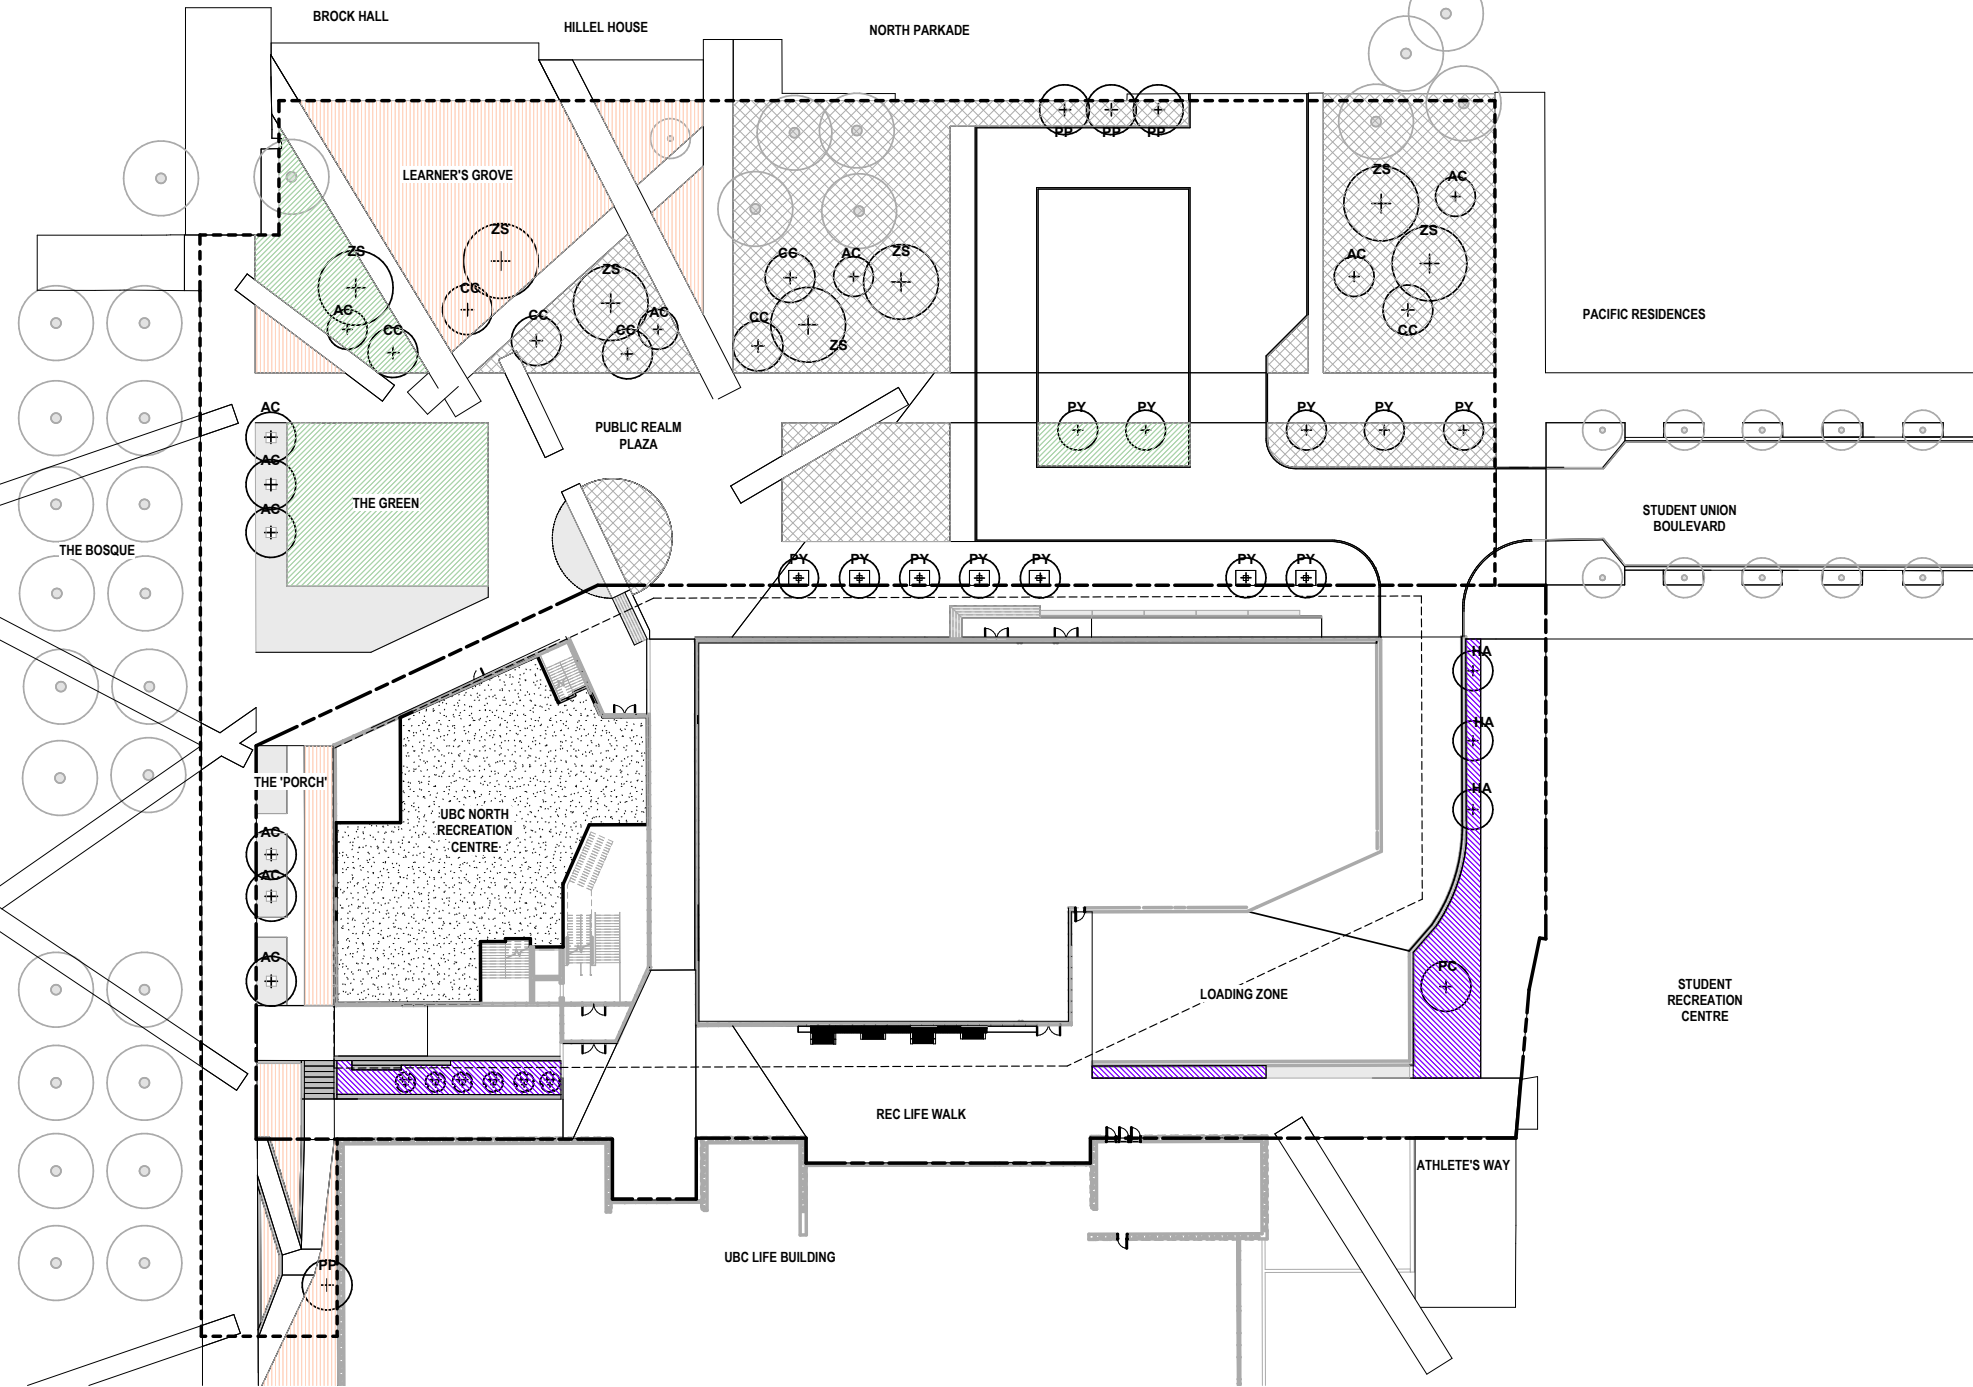 BROCK HALL
HILLEL HOUSE
NORTH PARKADE
PP PP PP
LEARNER'S GROVE
ZS
AC
ZS
ZS
ZS
CC
AC
ZS
ZS
AC
CC
AC
CC
CC
AC
CC
CC
ZS
CC
PACIFIC RESIDENCES
AC
PY PY PY PY PY
PUBLIC REALM
PLAZA
AC
THE GREEN
AC
STUDENT UNION
BOULEVARD
THE BOSQUE
PY PY PY PY PY PY PY
HA
HA
THE 'PORCH'
HA
UBC NORTH
RECREATION
CENTRE
AC
AC
AC
PC
LOADING ZONE
STUDENT
RECREATION
CENTRE
REC LIFE WALK
ATHLETE'S WAY
UBC LIFE BUILDING
PP